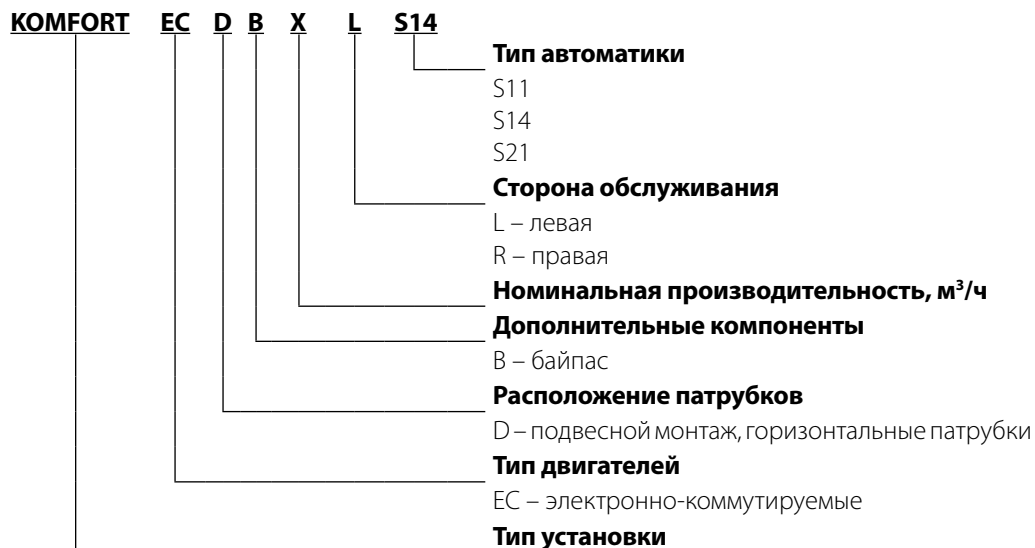 KOMFORT EC D B X L S14
Тип автоматики
S11
S14
S21
Сторона обслуживания
L – левая
R – правая
Номинальная производительность, м³/ч
Дополнительные компоненты
B – байпас
Расположение патрубков
D – подвесной монтаж, горизонтальные патрубки
Тип двигателей
EC – электронно-коммутируемые
Тип установки